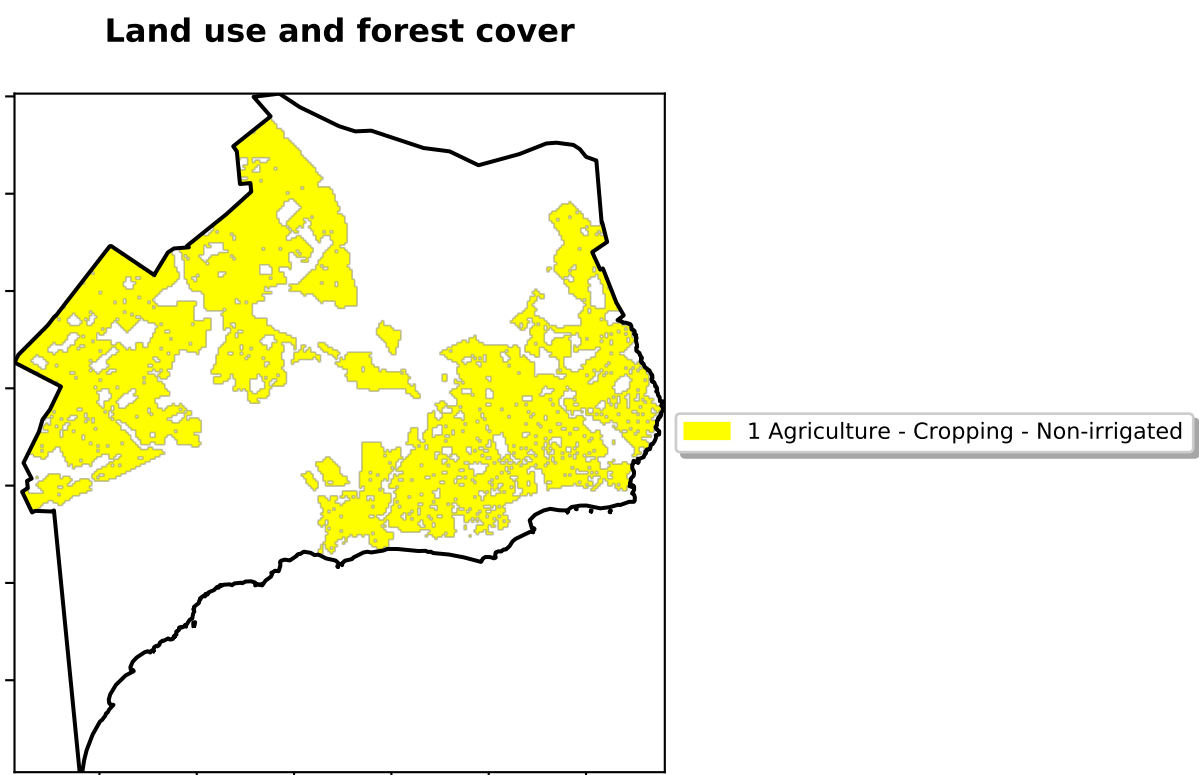 Land use and forest cover
1 Agriculture - Cropping - Non-irrigated